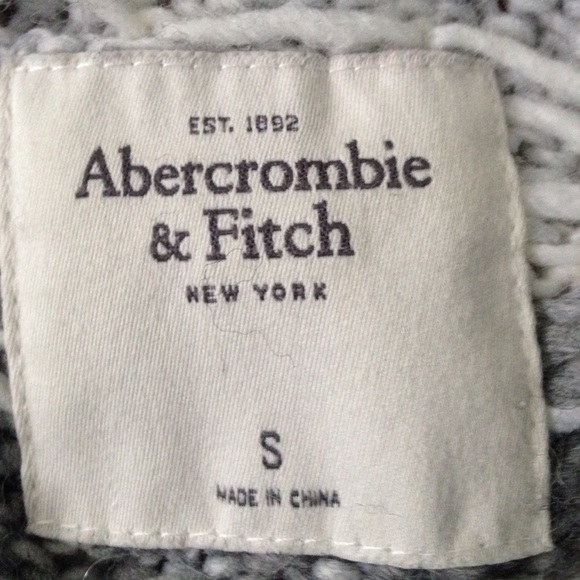 EST. 1892
Abercrombie
& Fitch
NEW YORK
S
MADE IN CHINA